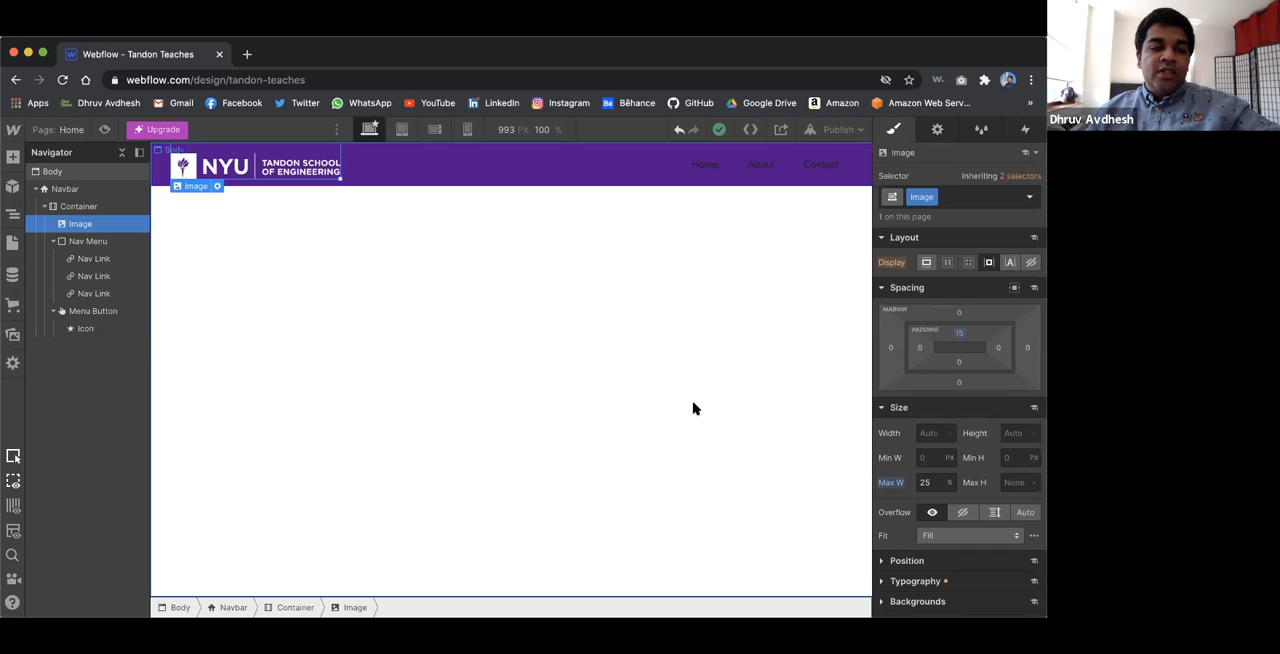 Webflow - Tandon Teaches
webflow.com/design/tandon-teaches
Apps Dhruv Avdhesh Gmail Facebook Twitter WhatsApp YouTube LinkedIn Instagram Bēhance GitHub Google Drive Amazon Amazon Web Serv... »
Dhruv Avdhesh
Page: Home Upgrade 993 PX 100 % Publish
Navigator
Body
Navbar
Container
Image
Nav Menu
Nav Link
Nav Link
Nav Link
Menu Button
Icon
Body
NYU TANDON SCHOOL
OF ENGINEERING
Home About Contact
Image
Image
Selector Inheriting 2 selectors
Image
1 on this page
Layout
Display
Spacing
MARGIN 0
PADDING 15
0 0 0 0
0
0
Size
Width Auto - Height Auto -
Min W 0 PX Min H 0 PX
Max W 25 % Max H None -
Overflow Auto
Fit Fill
Position
Typography
Backgrounds
Body Navbar Container Image